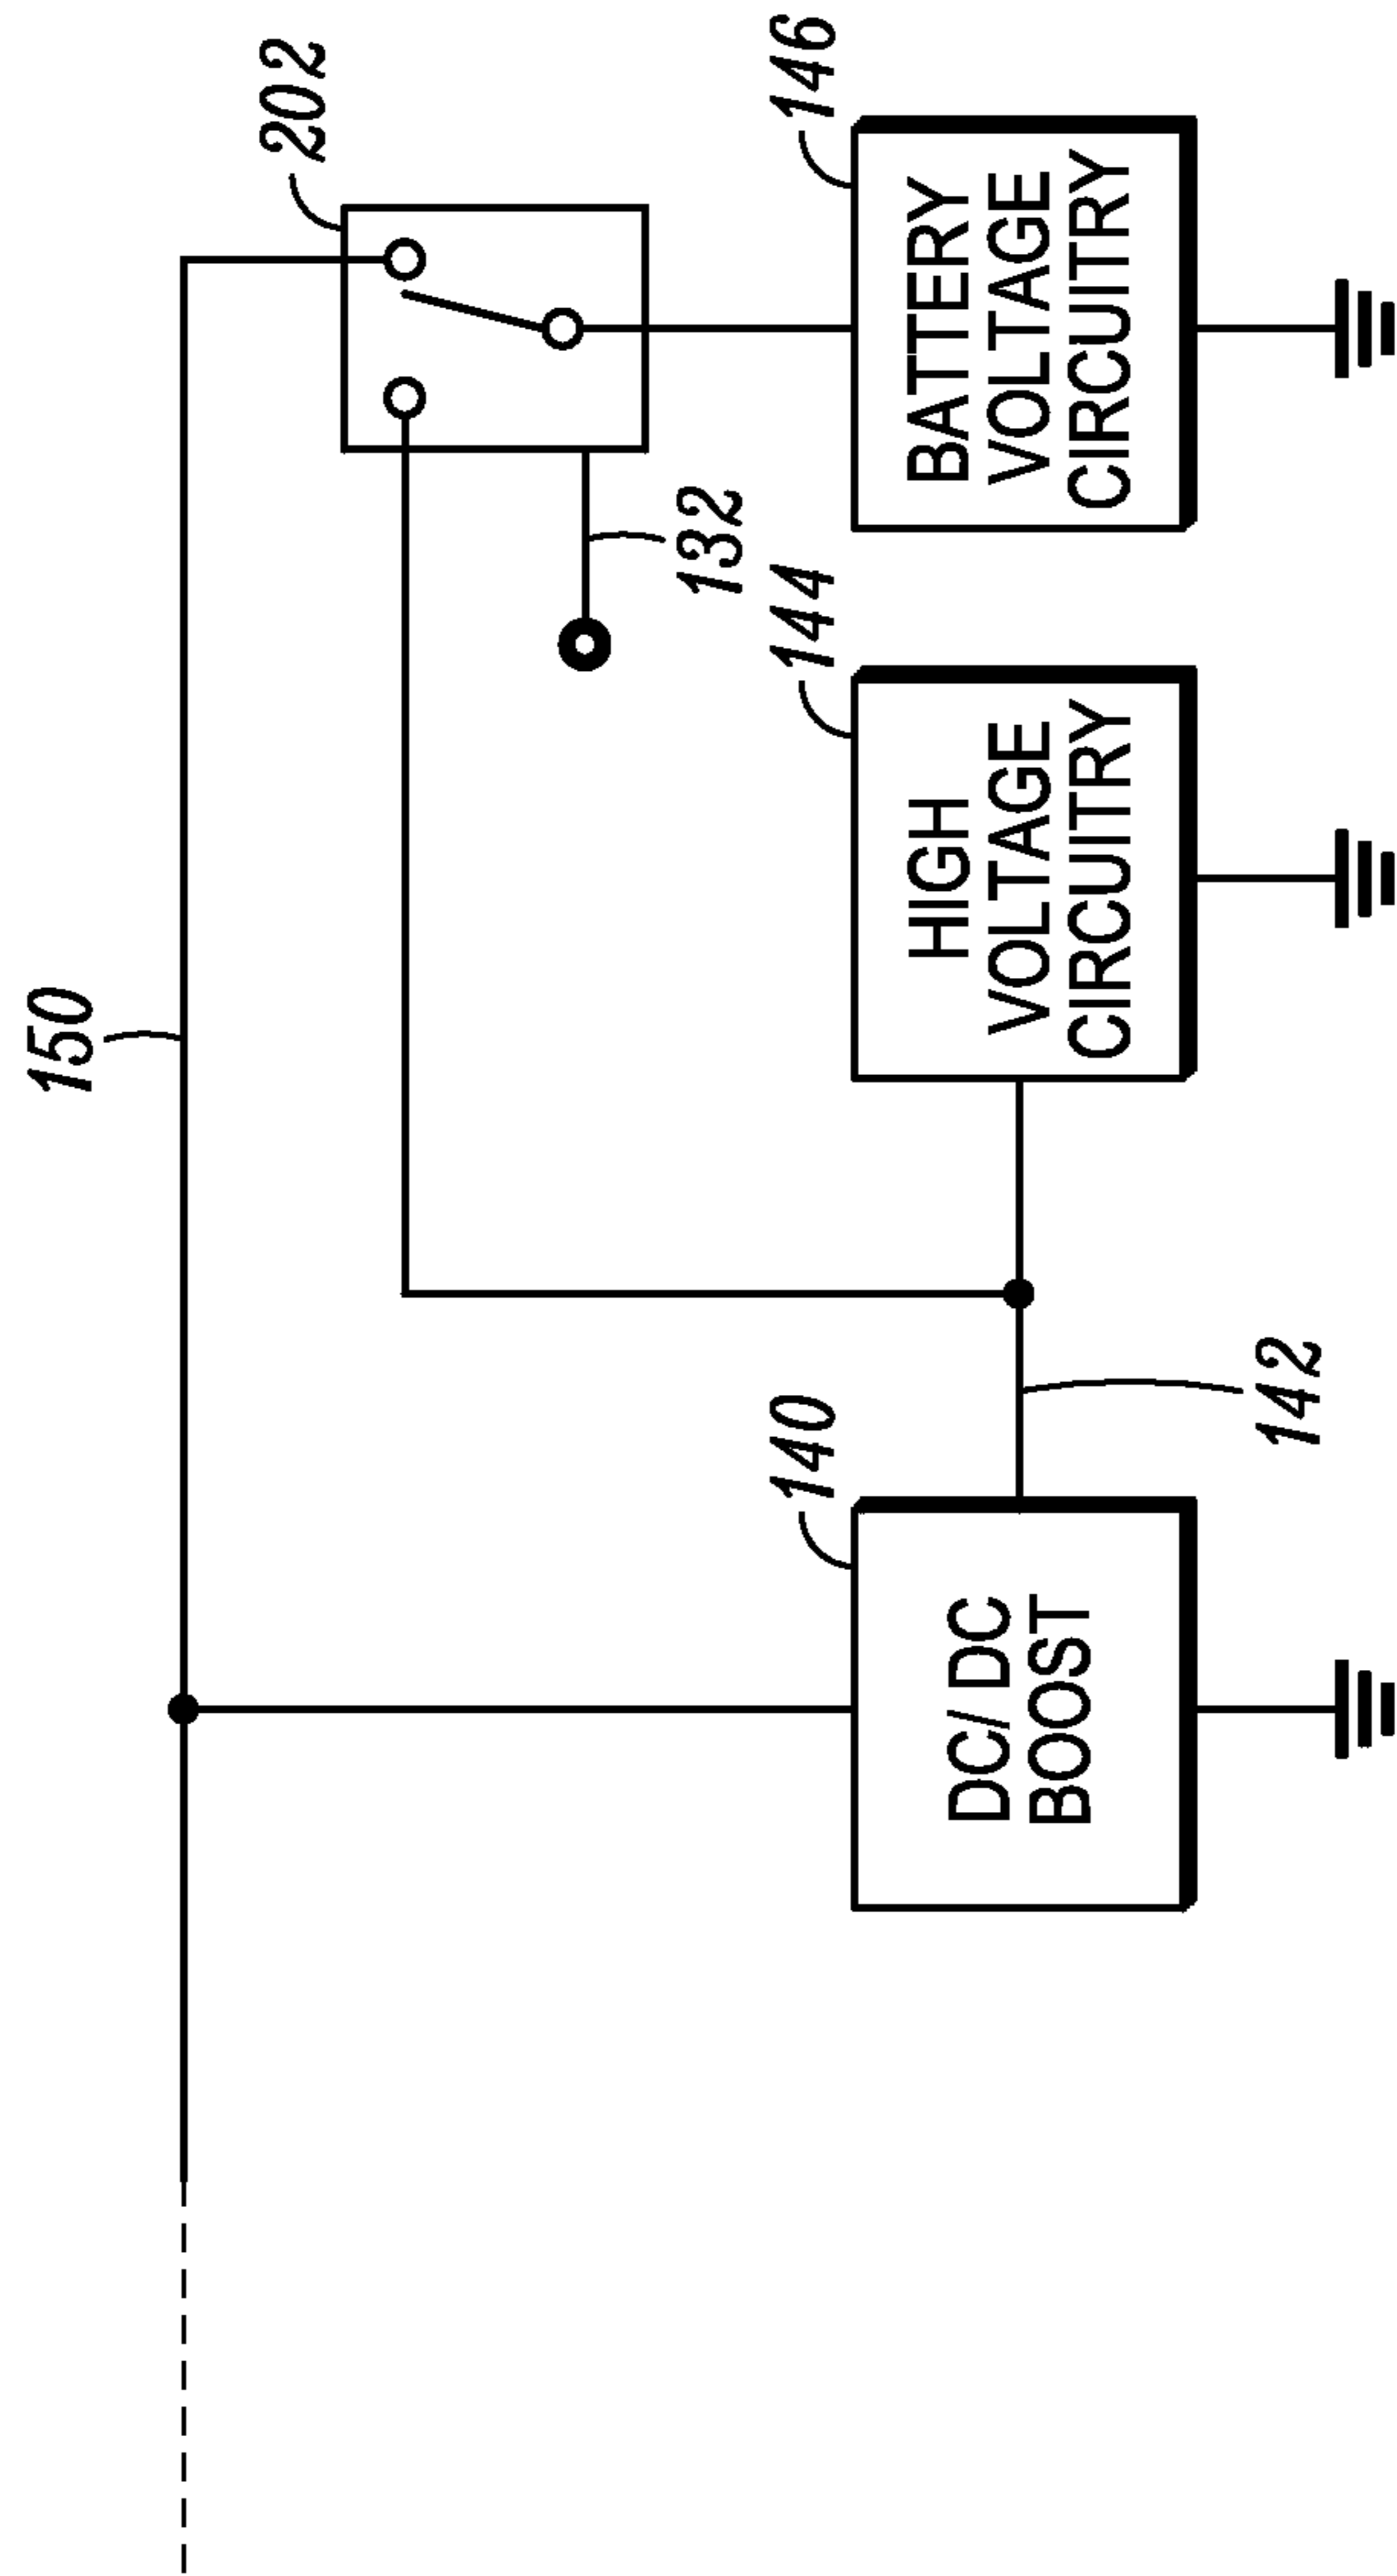 150
202
132
140
DC/ DC
BOOST
142
144
HIGH
VOLTAGE
CIRCUITRY
146
BATTERY
VOLTAGE
CIRCUITRY